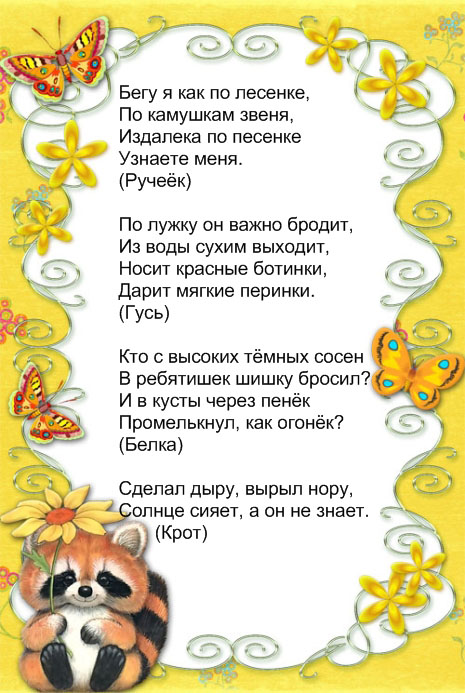 Бегу я как по лесенке,
По камушкам звеня,
Издалека по песенке
Узнаете меня.
(Ручеёк)
По лужку он важно бродит,
Из воды сухим выходит,
Носит красные ботинки,
Дарит мягкие перинки.
(Гусь)
Кто с высоких тёмных сосен
В ребятишек шишку бросил?
И в кусты через пенёк
Промелькнул, как огонёк?
(Белка)
Сделал дыру, вырыл нору,
Солнце сияет, а он не знает.
(Крот)